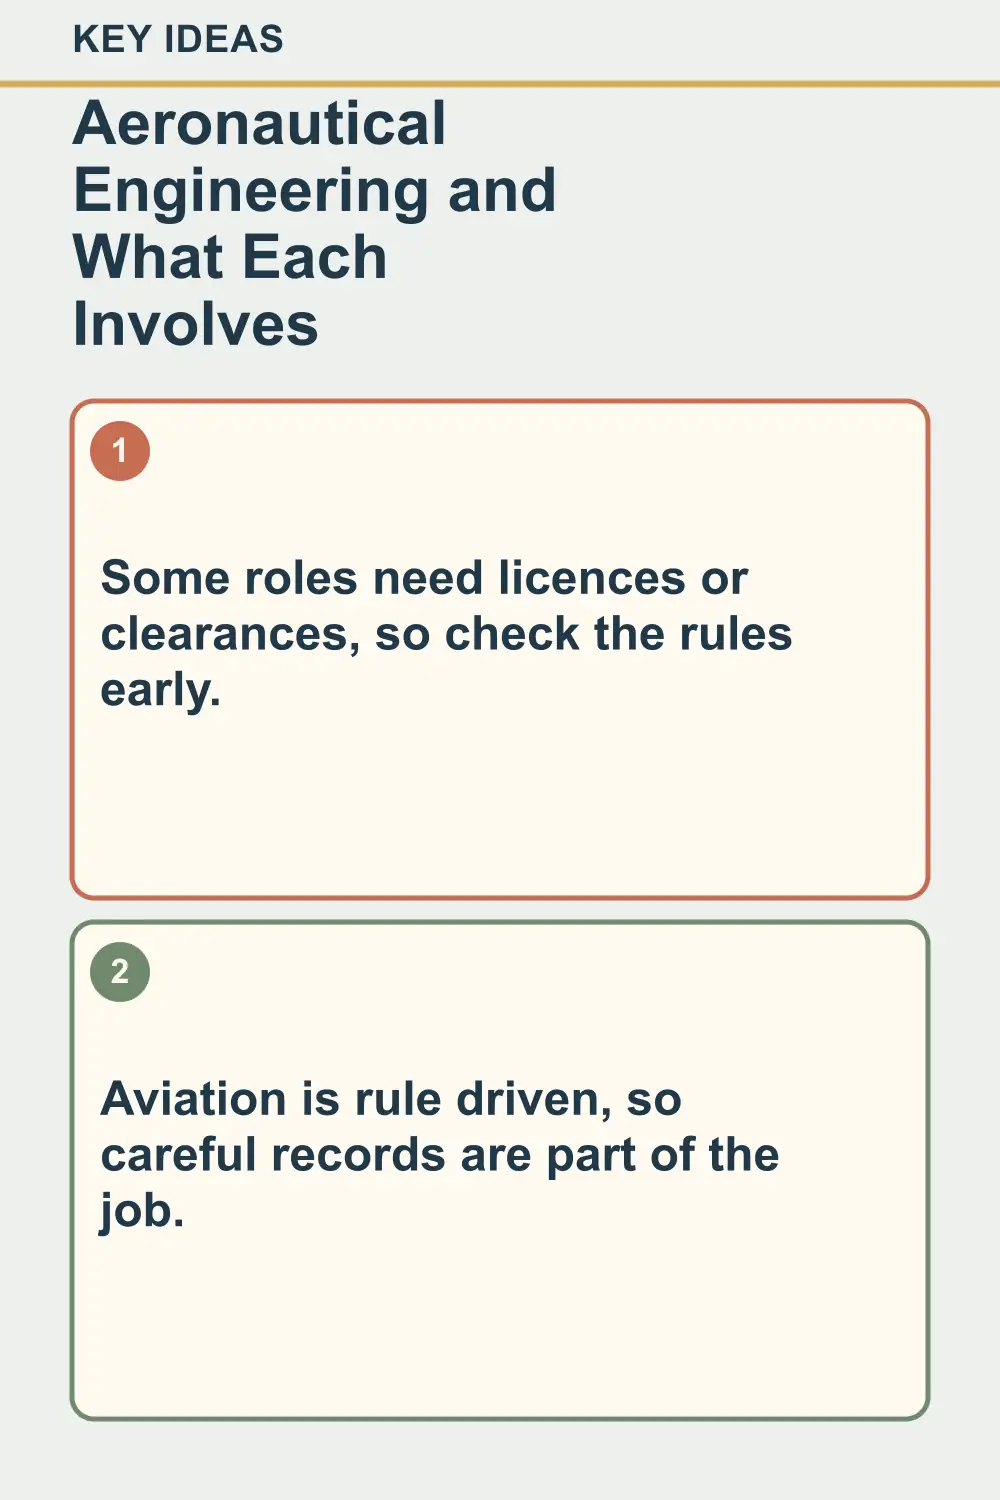 KEY IDEAS
Aeronautical
Engineering and
What Each
Involves
1
Some roles need licences or
clearances, so check the rules
early.
2
Aviation is rule driven, so
careful records are part of the
job.